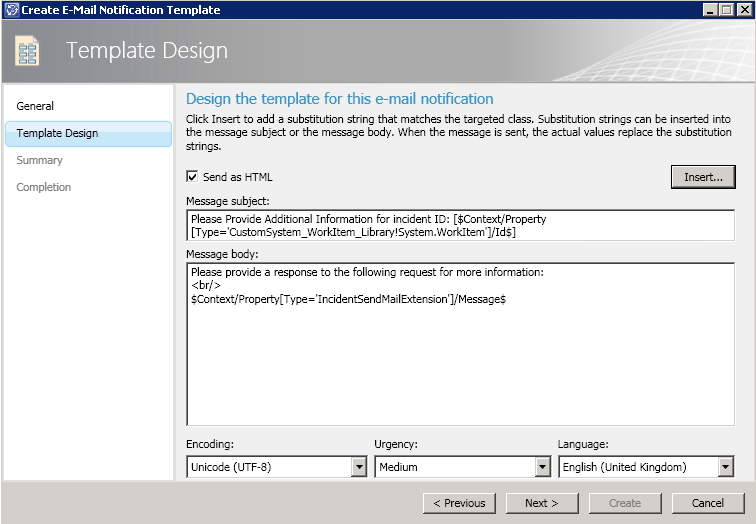 Create E-Mail Notification Template
Template Design
General
Template Design
Summary
Completion
Design the template for this e-mail notification
Click Insert to add a substitution string that matches the targeted class. Substitution strings can be inserted into
the message subject or the message body. When the message is sent, the actual values replace the substitution
strings.
Send as HTML
Insert...
Message subject:
Please Provide Additional Information for incident ID: [$Context/Property
[Type='CustomSystem_WorkItem_Library!System.WorkItem']/Id$]
Message body:
Please provide a response to the following request for more information:
<br/>
$Context/Property[Type='IncidentSendMailExtension']/Message$
Encoding:
Urgency:
Language:
Unicode (UTF-8)
Medium
English (United Kingdom)
< Previous
Next >
Create
Cancel